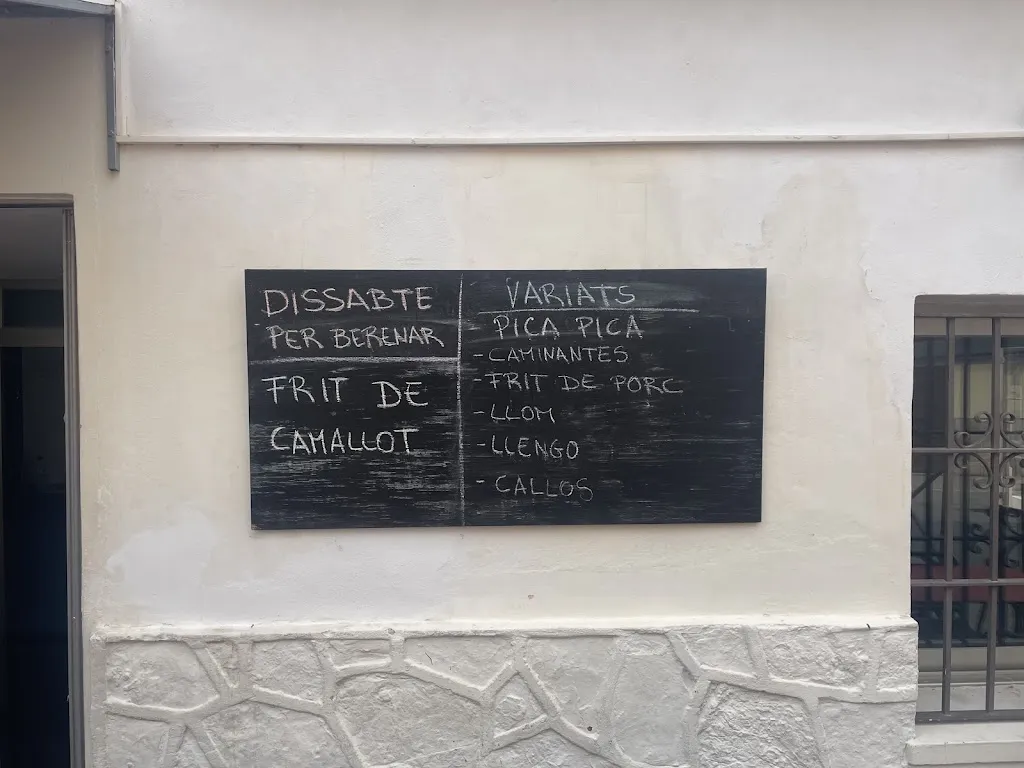 DISSABTE
PER BERENAR
FRIT DE
CAMALLOT
VARIATS
PICA PICA
- CAMINANTES
- FRIT DE PORC
- LLOM
- LLENGO
- CALLOS